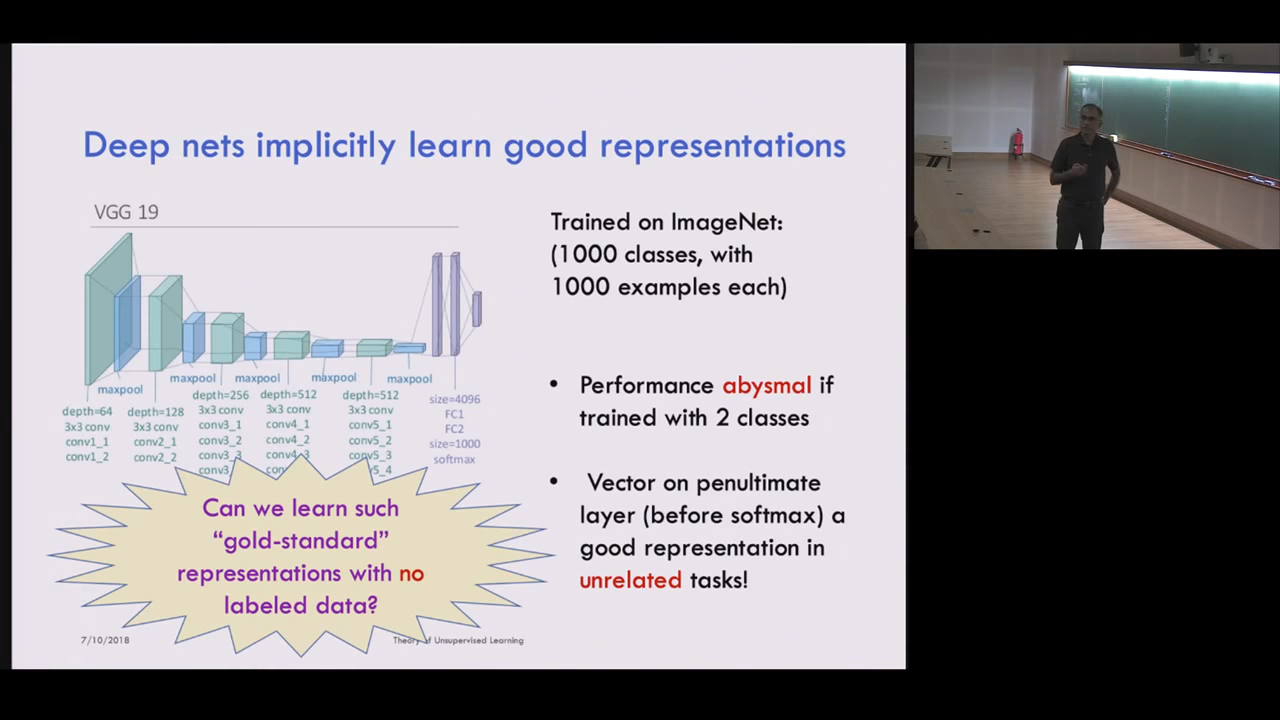 Deep nets implicitly learn good representations
VGG 19
maxpool
maxpool
maxpool
maxpool
maxpool
depth=64
3x3 conv
conv1_1
conv1_2
depth=128
3x3 conv
conv2_1
conv2_2
depth=256
3x3 conv
conv3_1
conv3_2
conv3_3
conv3
depth=512
3x3 conv
conv4_1
conv4_2
conv4_3
con
depth=512
3x3 conv
conv5_1
conv5_2
conv5_3
v5_4
size=4096
FC1
FC2
size=1000
softmax
Trained on ImageNet:
(1000 classes, with
1000 examples each)
• Performance abysmal if
trained with 2 classes
• Vector on penultimate
layer (before softmax) a
good representation in
unrelated tasks!
Can we learn such
“gold-standard”
representations with no
labeled data?
7/10/2018
Theory of Unsupervised Learning